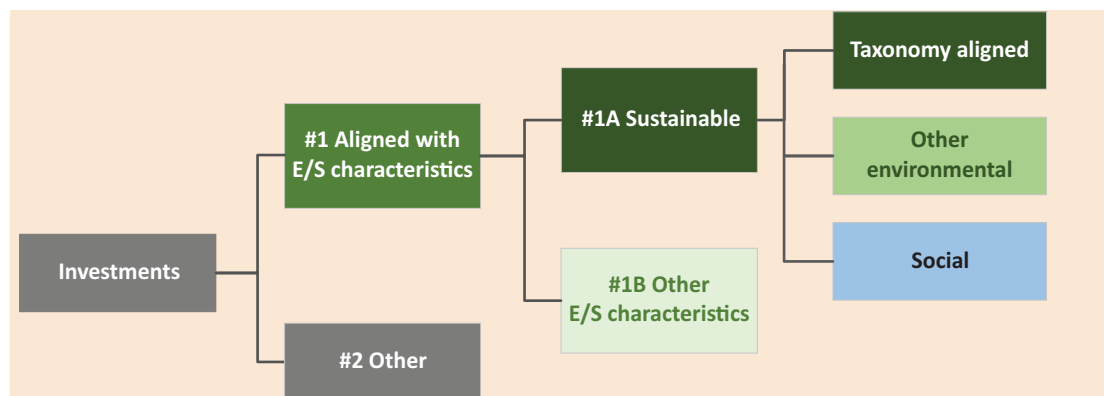 Investments
#1 Aligned with
E/S characteristics
#2 Other
#1A Sustainable
#1B Other
E/S characteristics
Taxonomy aligned
Other
environmental
Social